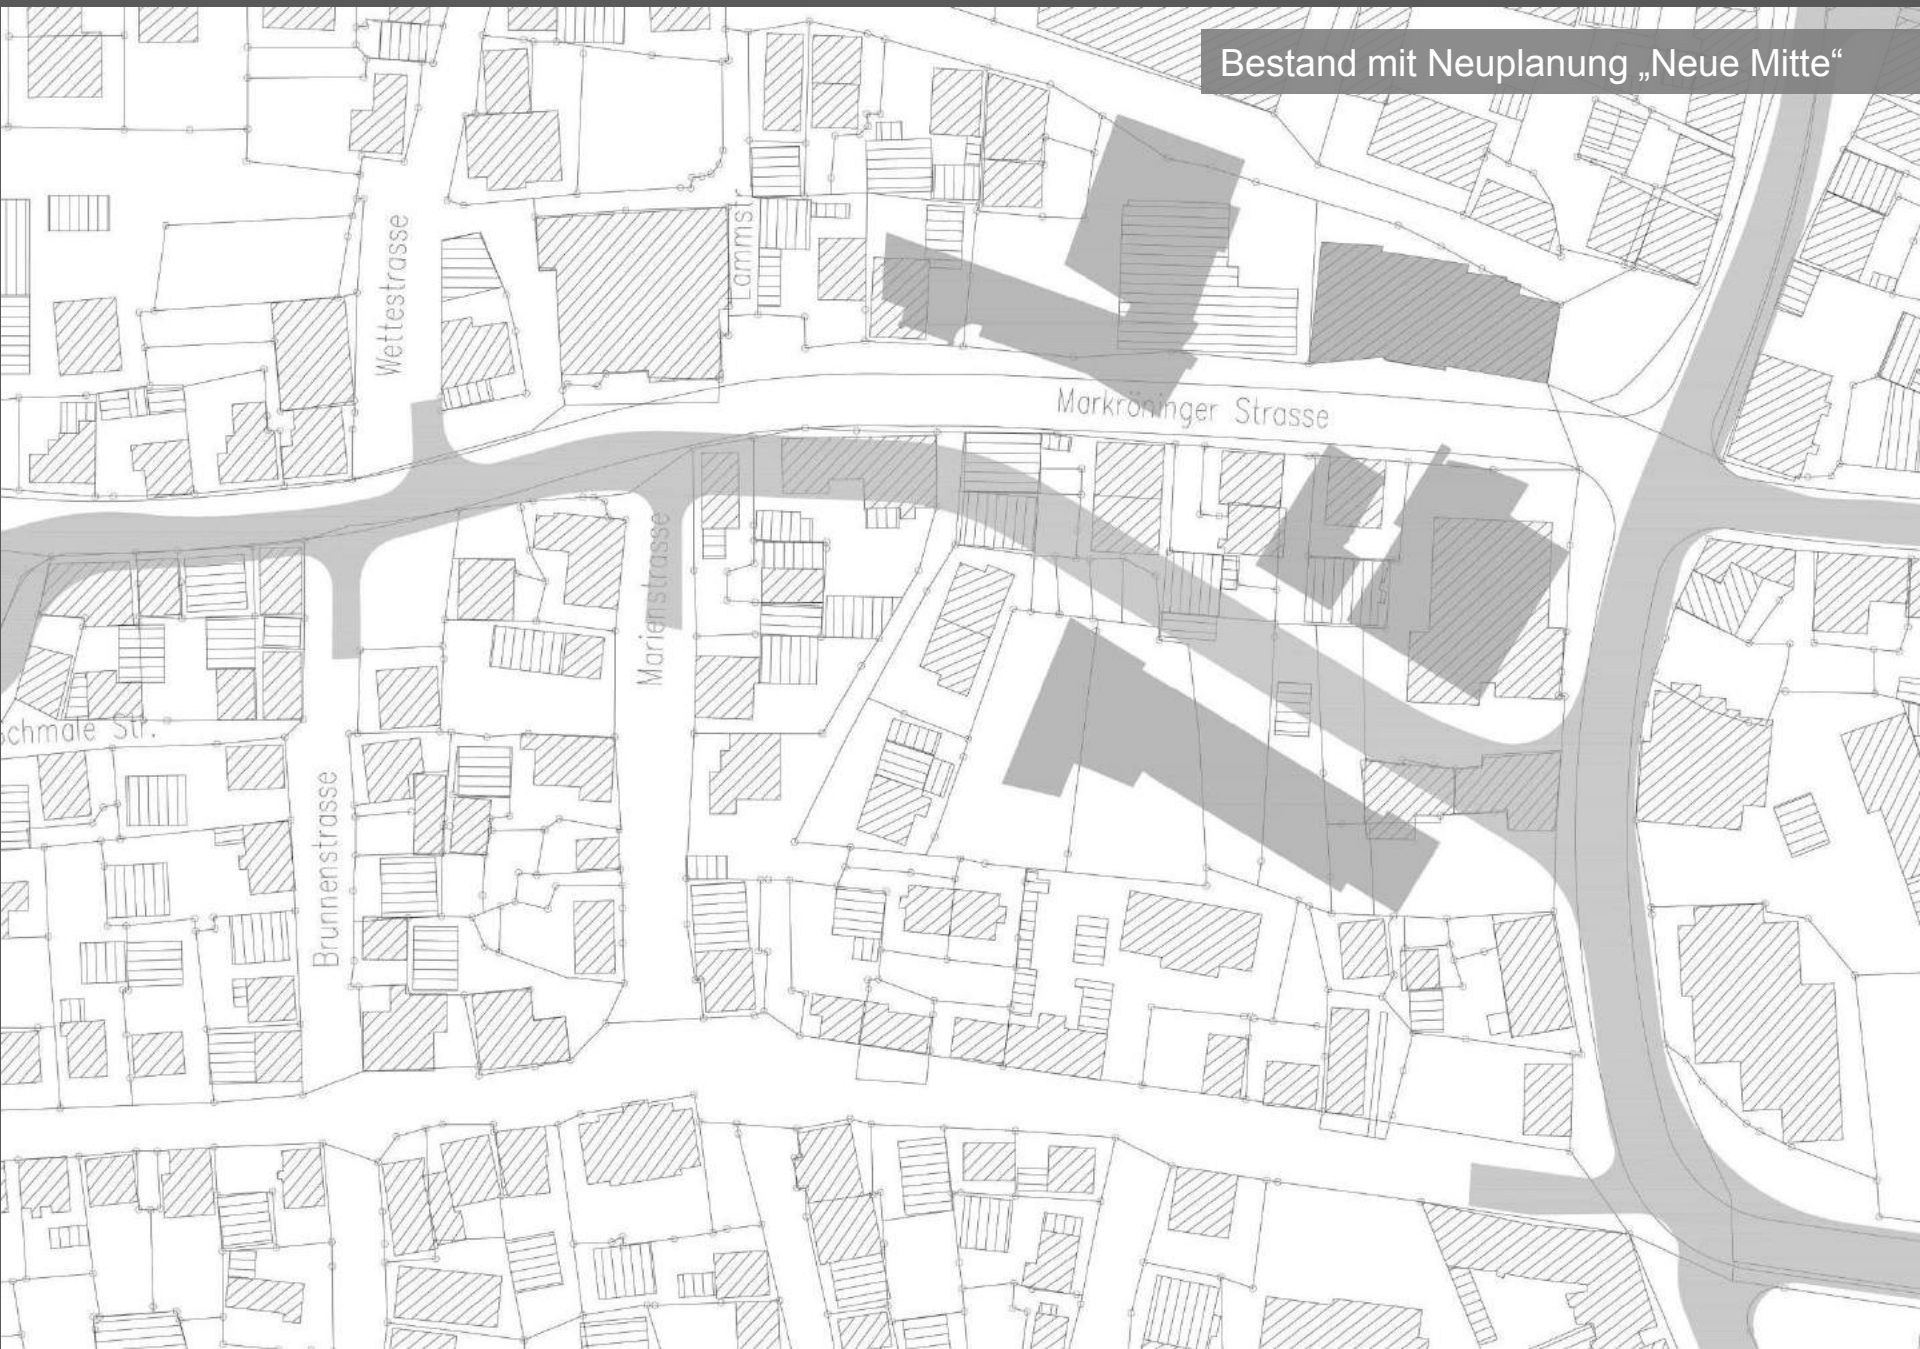 Bestand mit Neuplanung „Neue Mitte“
Wettestrasse
Lammstr
Markröninger Strasse
Marienstrasse
Schmale Str.
Brunnenstrasse